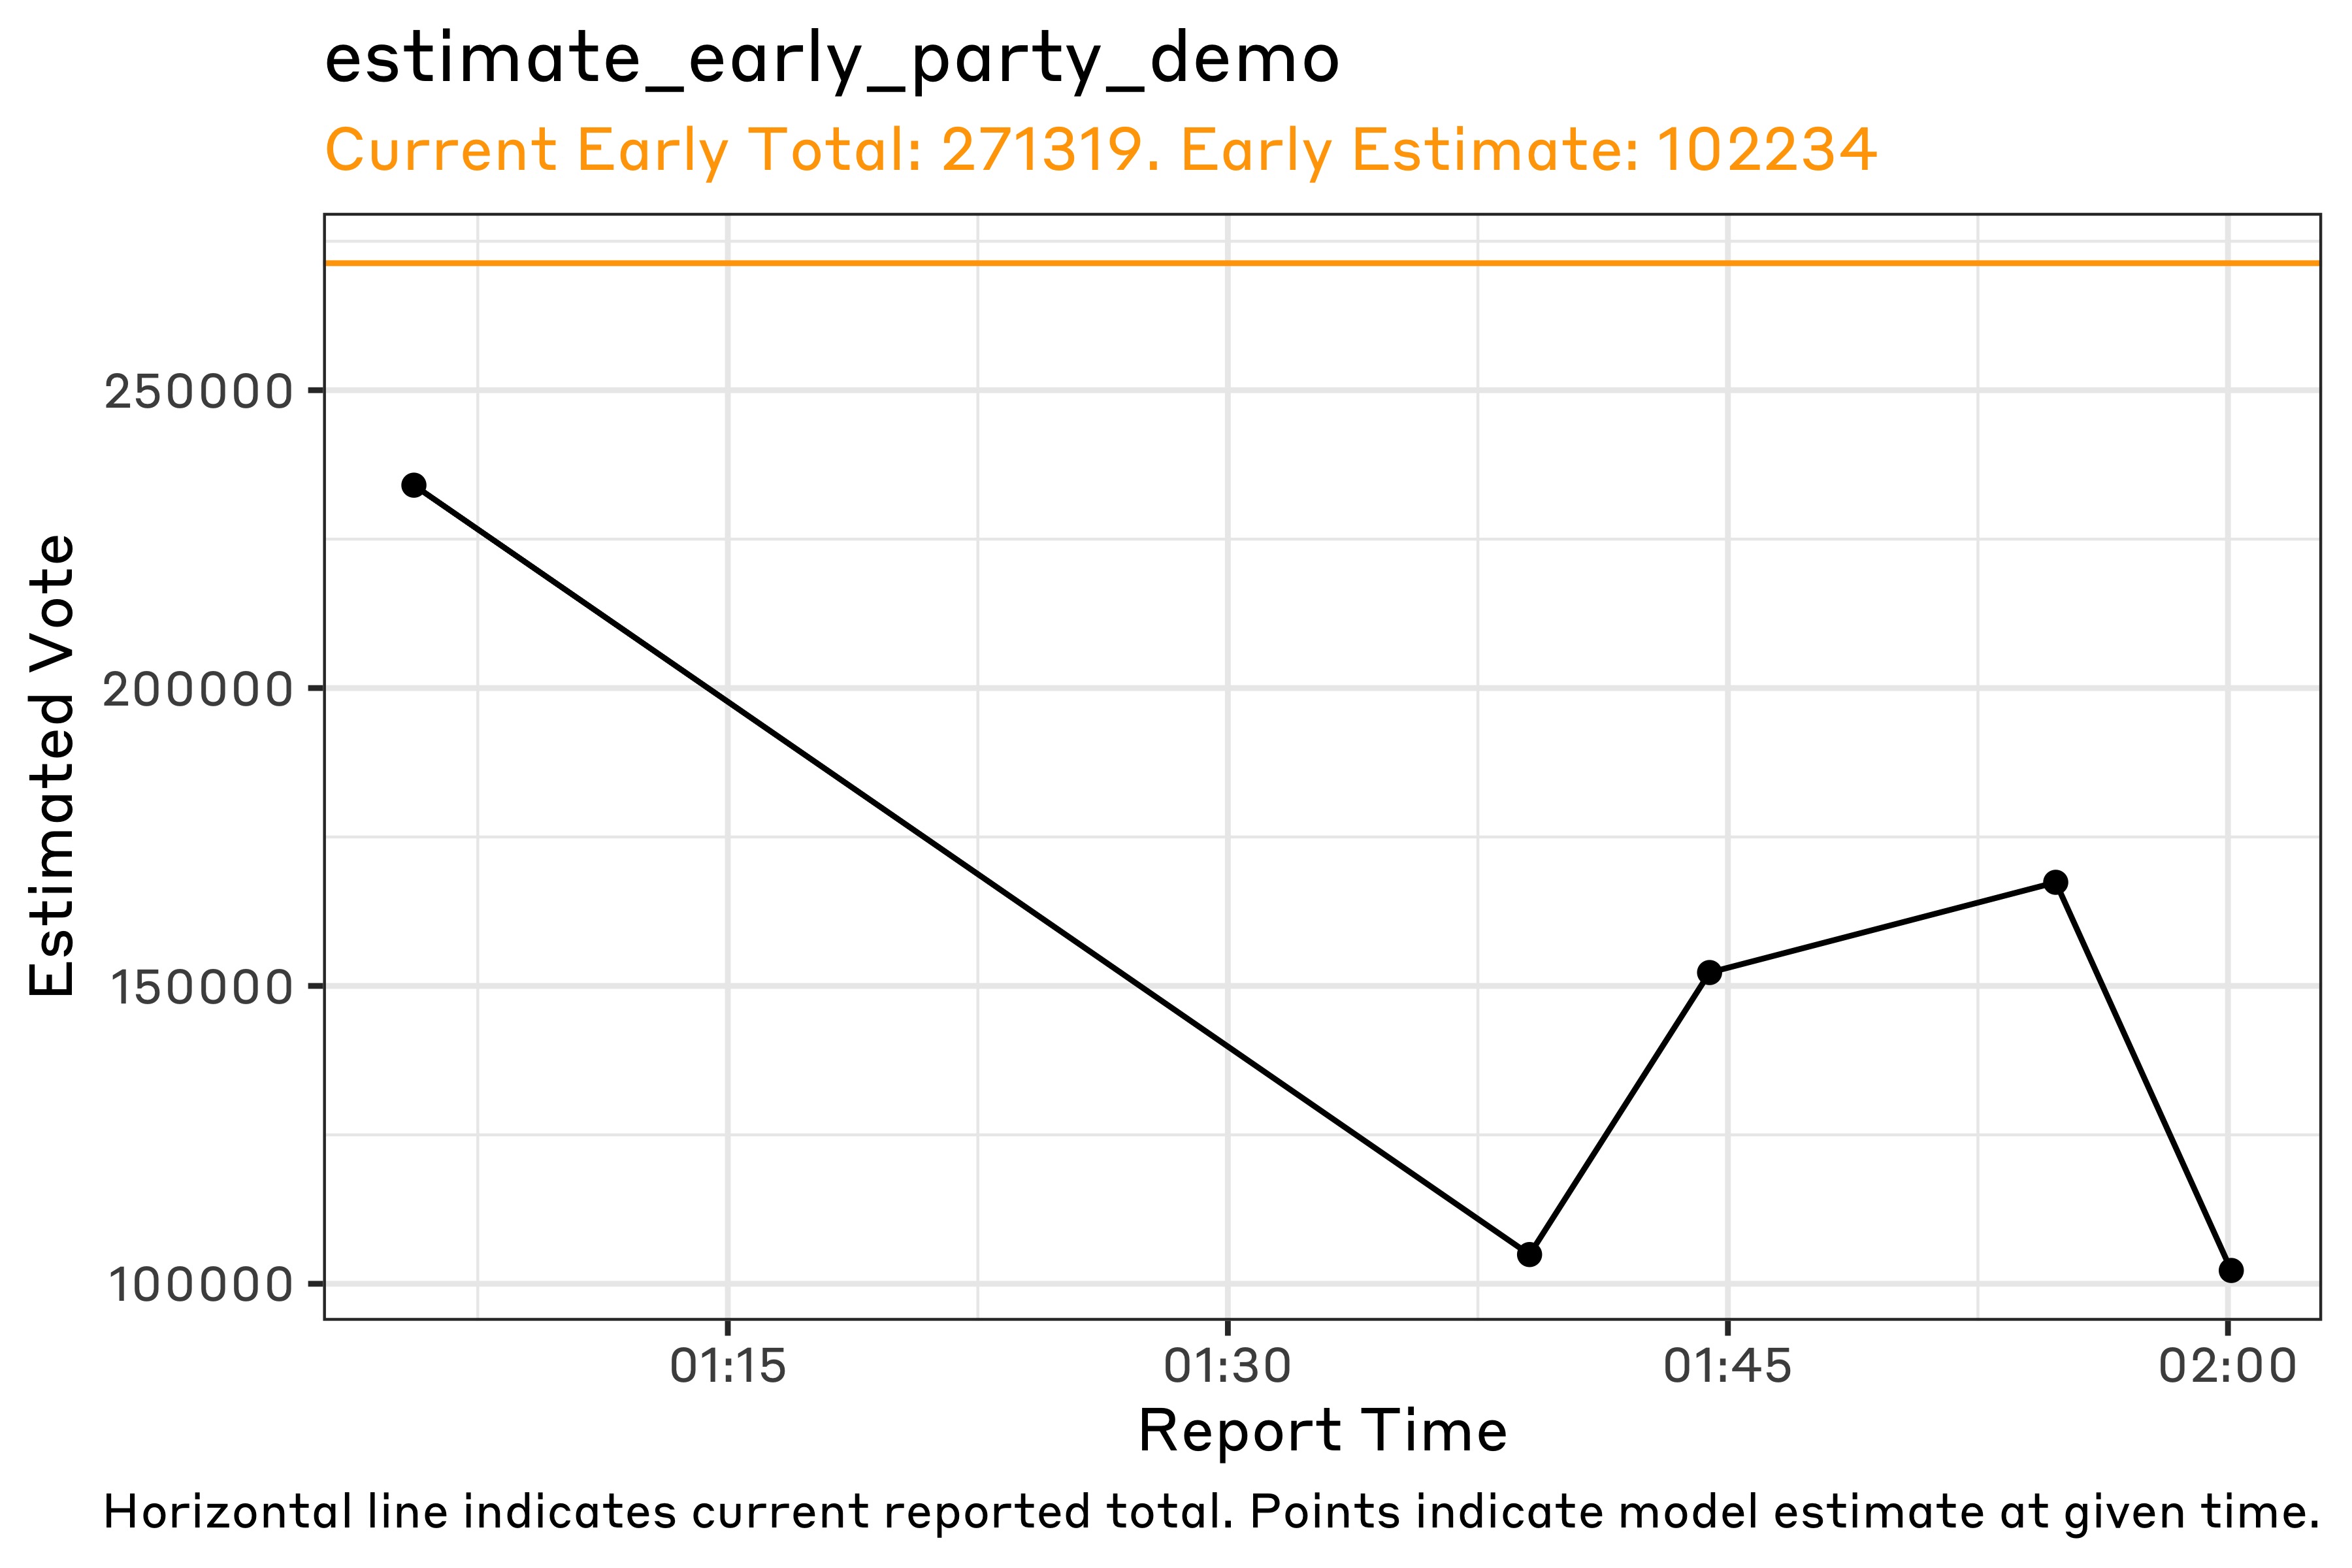 estimate_early_party_demo
Current Early Total: 271319. Early Estimate: 102234
Estimated Vote
250000
200000
150000
100000
01:15 01:30 01:45 02:00
Report Time
Horizontal line indicates current reported total. Points indicate model estimate at given time.